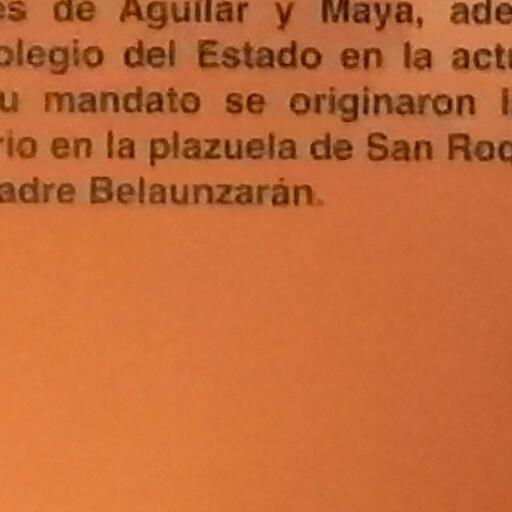 es de Aguilar y Maya, ade
olegio del Estado en la act
u mandato se originaron l
rio en la plazuela de San Roq
adre Belaunzarán.